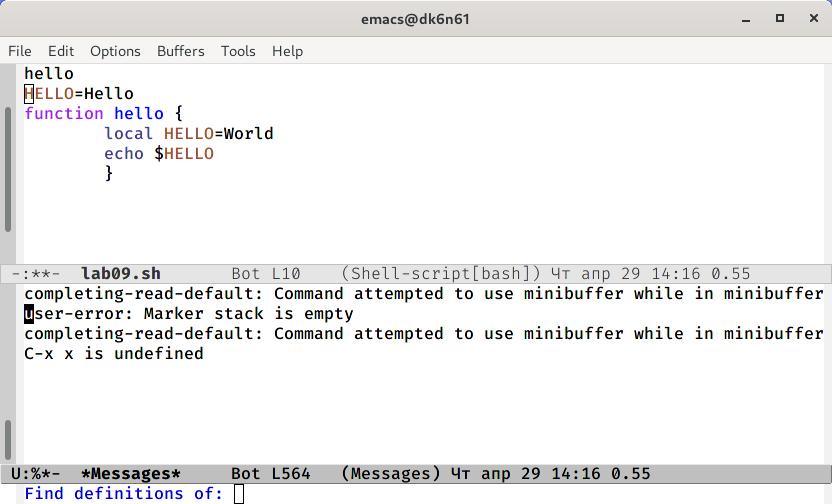 emacs@dk6n61
File Edit Options Buffers Tools Help
hello
HELLO=Hello
function hello {
        local HELLO=World
        echo $HELLO
        }
-:**-  lab09.sh       Bot L10   (Shell-script[bash]) Чт апр 29 14:16 0.55
completing-read-default: Command attempted to use minibuffer while in minibuffer
user-error: Marker stack is empty
completing-read-default: Command attempted to use minibuffer while in minibuffer
C-x x is undefined
U:%*-  *Messages*     Bot L564   (Messages) Чт апр 29 14:16 0.55
Find definitions of: